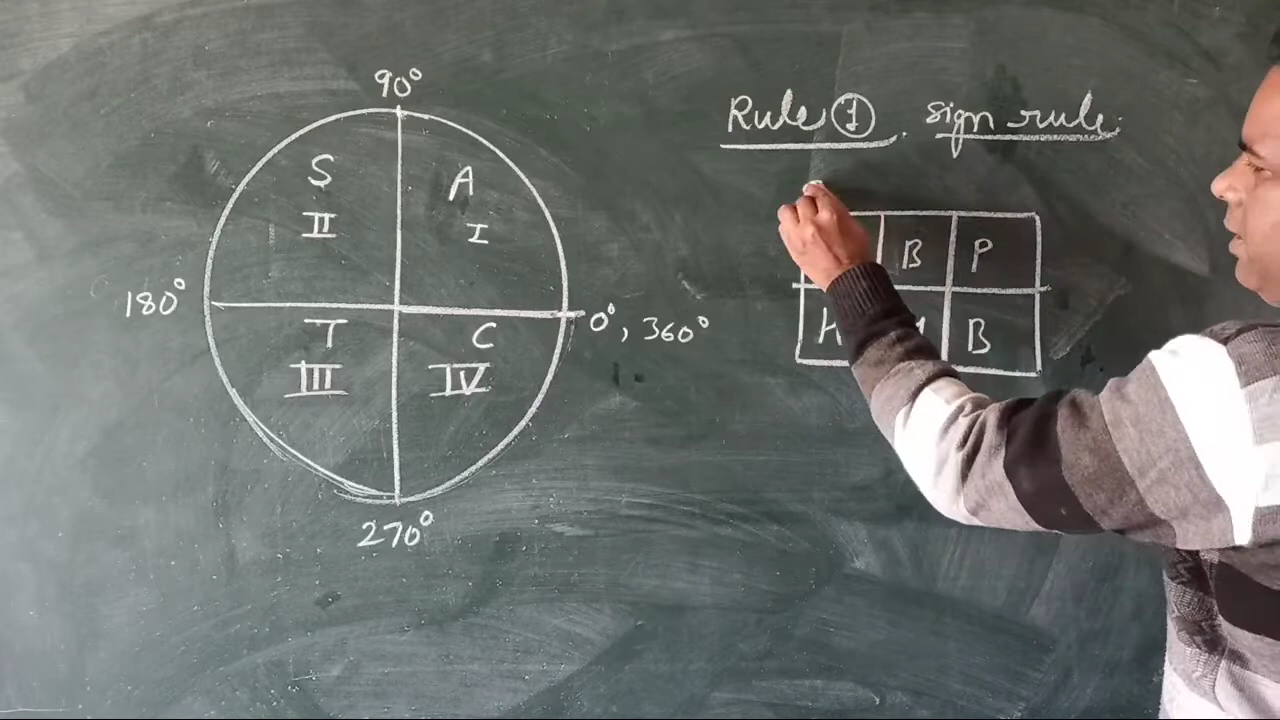 90°
Rule ① sign rule
S
A
II
I
B P
180°
0°, 360°
T
C
H B
III
IV
270°